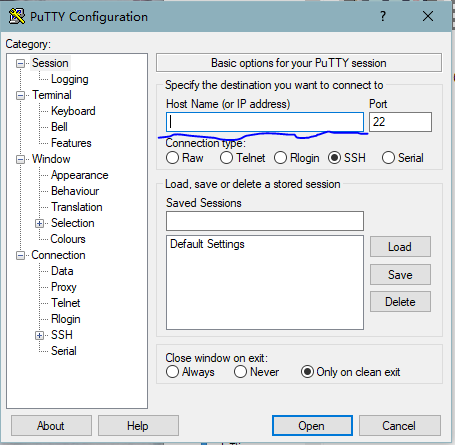 PuTTY Configuration
?
Category:
Session
Logging
Terminal
Keyboard
Bell
Features
Window
Appearance
Behaviour
Translation
Selection
Colours
Connection
Data
Proxy
Telnet
Rlogin
SSH
Serial
Basic options for your PuTTY session
Specify the destination you want to connect to
Host Name (or IP address) Port
22
Connection type:
Raw Telnet Rlogin SSH Serial
Load, save or delete a stored session
Saved Sessions
Default Settings
Load
Save
Delete
Close window on exit:
Always Never Only on clean exit
About Help Open Cancel